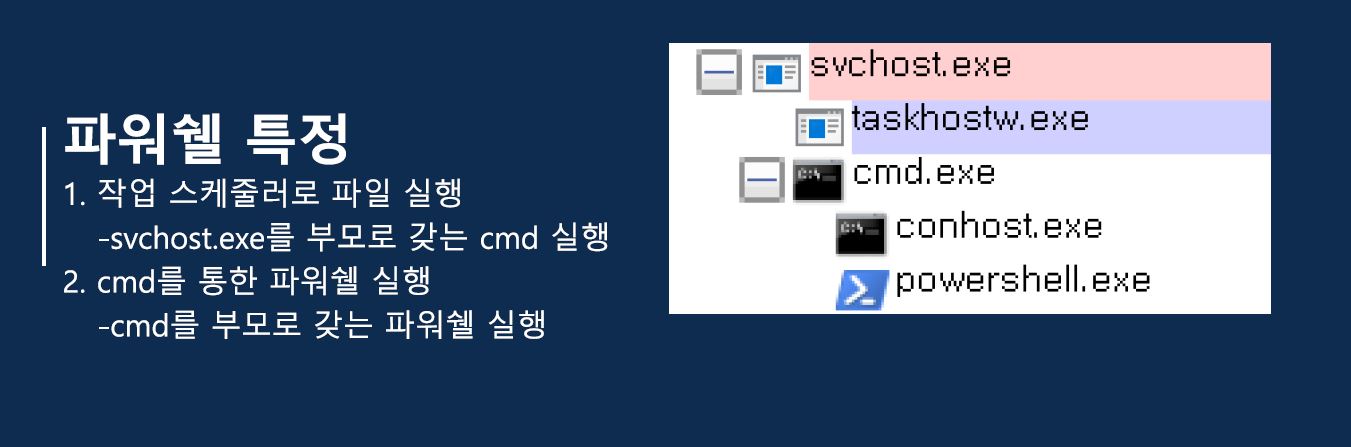 파워쉘 특정
1. 작업 스케줄러로 파일 실행
-svchost.exe를 부모로 갖는 cmd 실행
2. cmd를 통한 파워쉘 실행
-cmd를 부모로 갖는 파워쉘 실행
svchost.exe
taskhostw.exe
cmd.exe
conhost.exe
powershell.exe